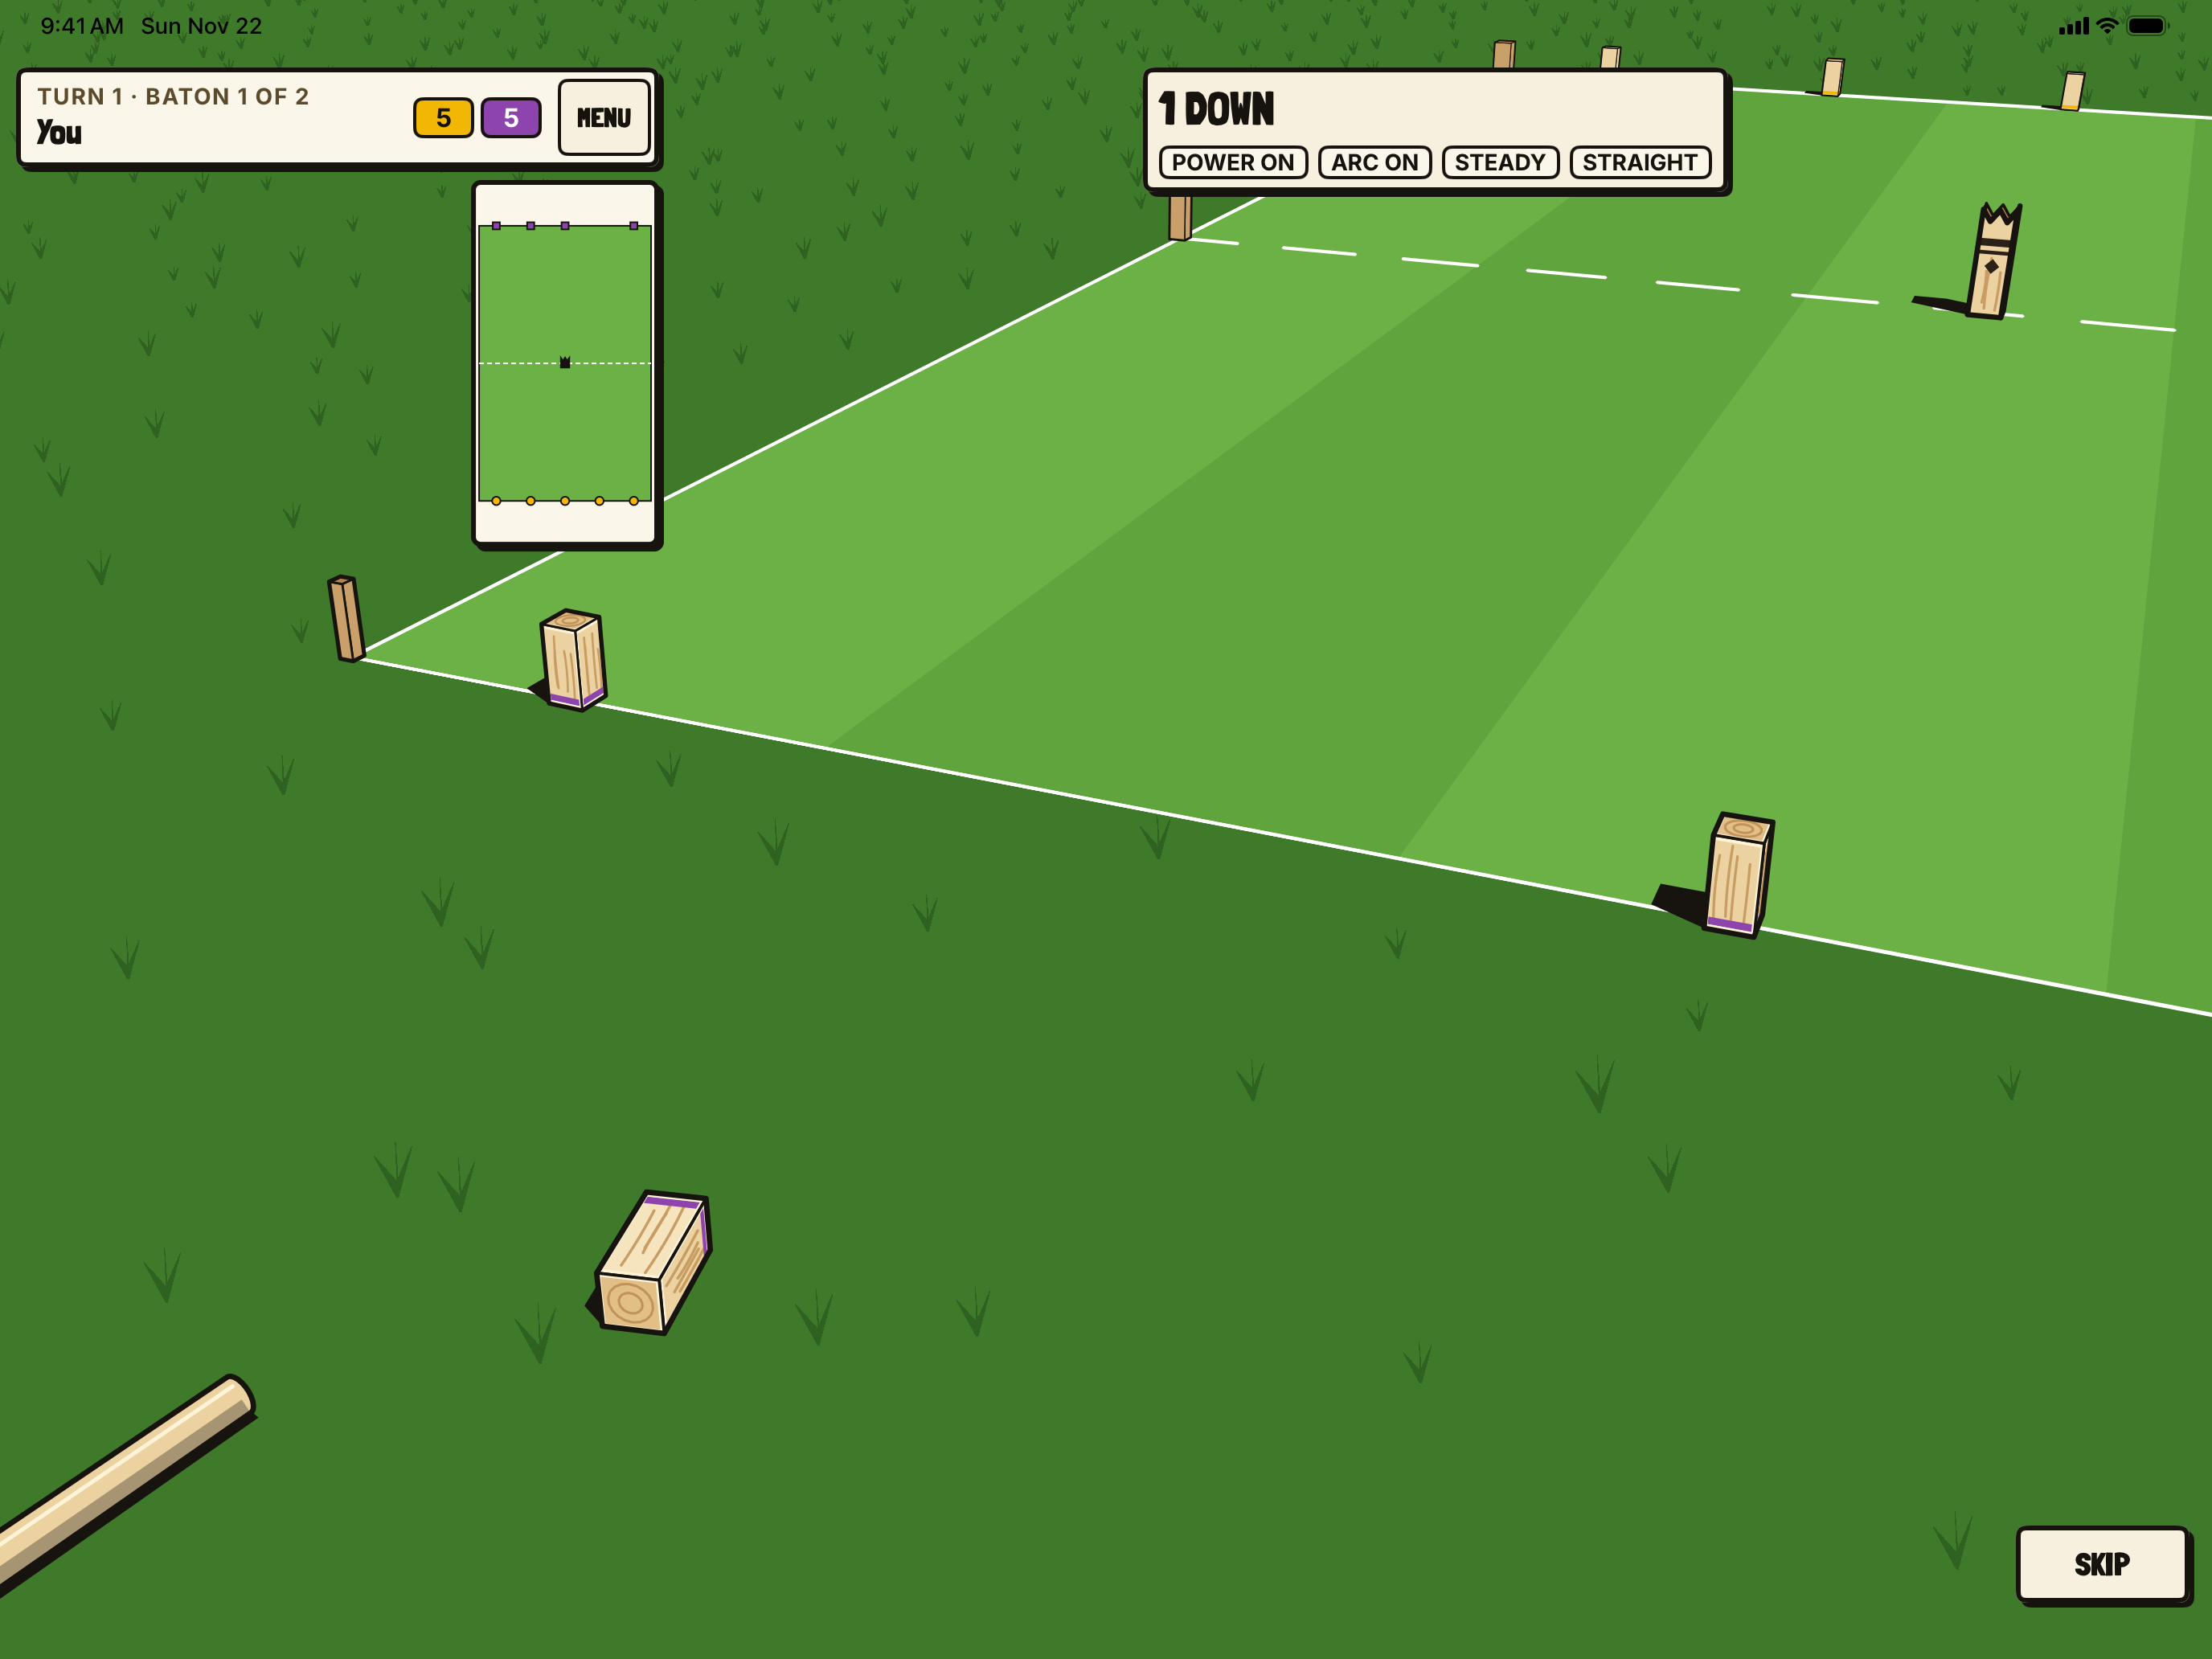 9:41 AM Sun Nov 22
TURN 1 · BATON 1 OF 2
You
5 5
MENU
1 DOWN
POWER ON ARC ON STEADY STRAIGHT
SKIP